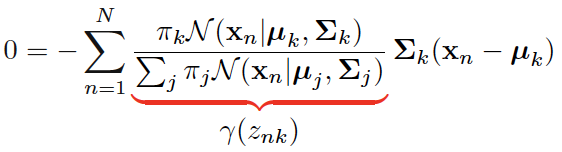 $$0 = -\sum_{n=1}^{N} \underbrace{\frac{\pi_k \mathcal{N}(\mathbf{x}_n|\boldsymbol{\mu}_k, \boldsymbol{\Sigma}_k)}{\sum_j \pi_j \mathcal{N}(\mathbf{x}_n|\boldsymbol{\mu}_j, \boldsymbol{\Sigma}_j)}}_{\gamma(z_{nk})} \boldsymbol{\Sigma}_k(\mathbf{x}_n - \boldsymbol{\mu}_k)$$